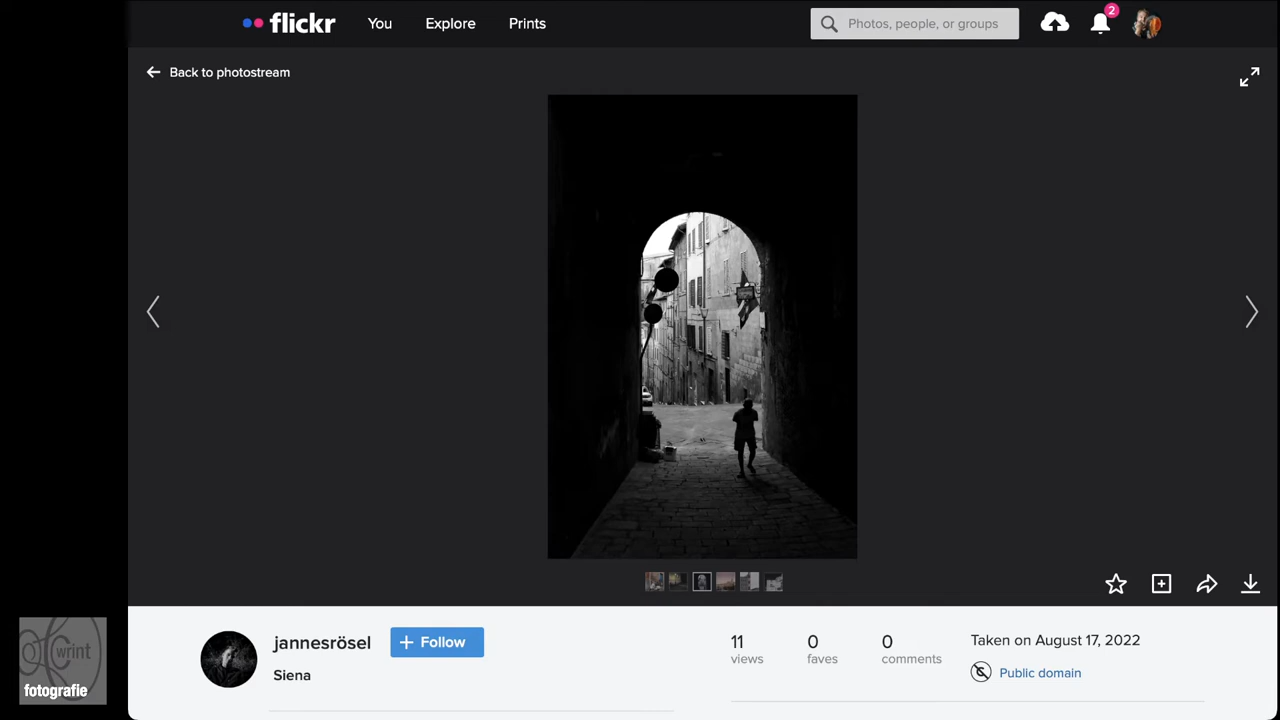 flickr You Explore Prints Photos, people, or groups 2
Back to photostream
jannesrösel + Follow
Siena
11 views
0 faves
0 comments
Taken on August 17, 2022
Public domain
wrint
fotografie